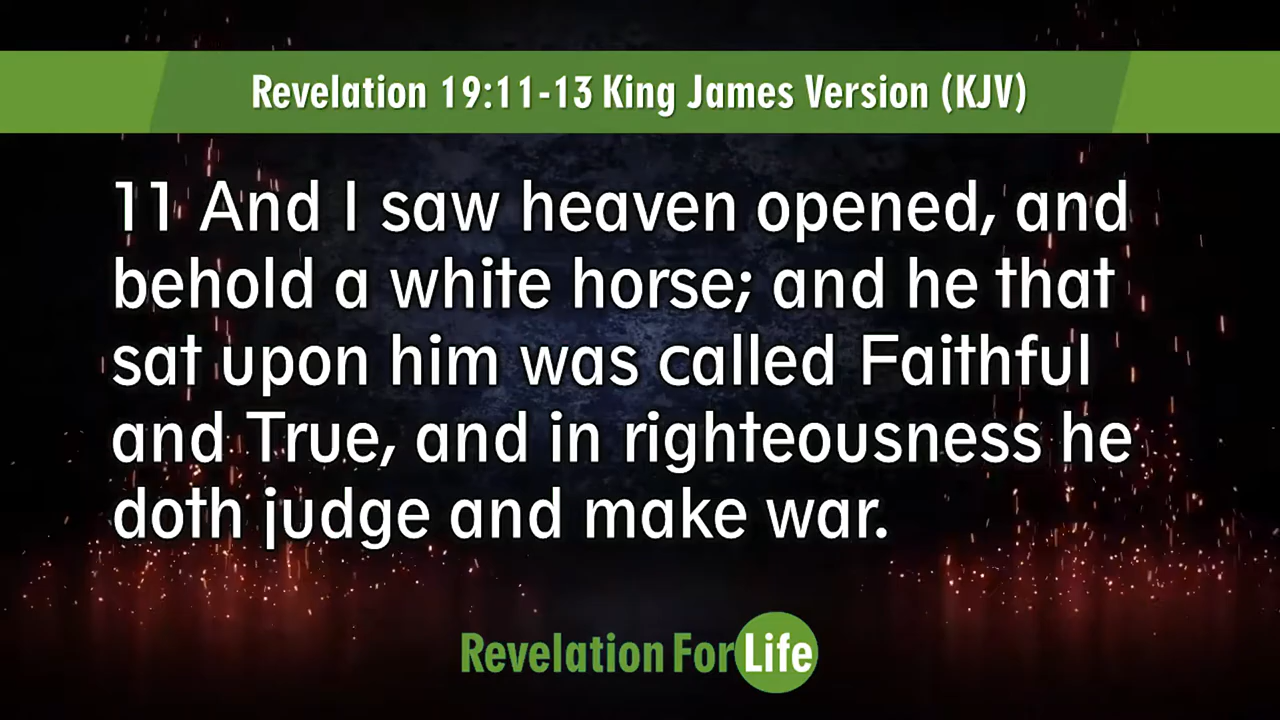 Revelation 19:11-13 King James Version (KJV)
11 And I saw heaven opened, and
behold a white horse; and he that
sat upon him was called Faithful
and True, and in righteousness he
doth judge and make war.
Revelation For Life